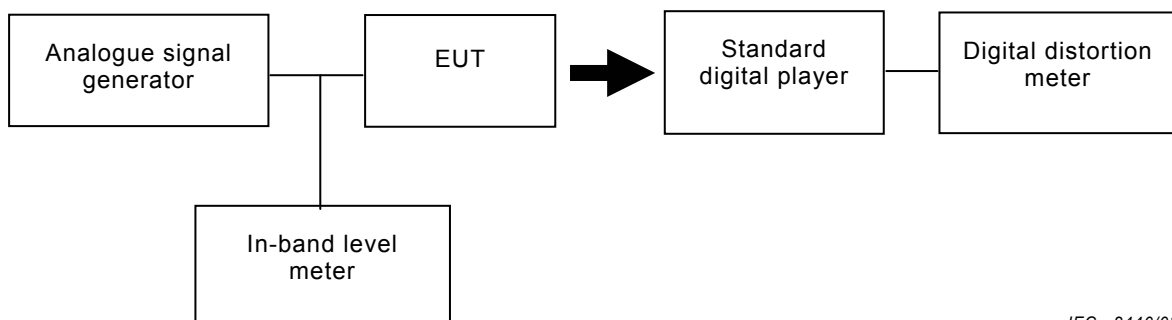 Analogue signal
generator
EUT
Standard
digital player
Digital distortion
meter
In-band level
meter